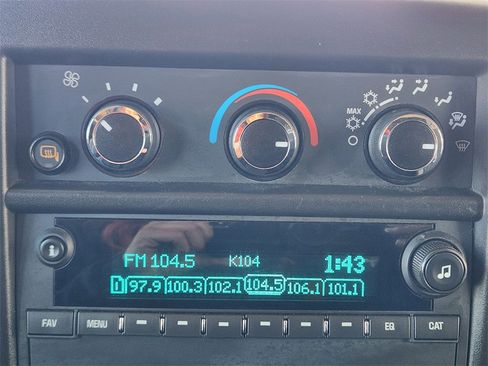 MAX
FM 104.5 K104 1:43
1 97.9 100.3 102.1 104.5 106.1 101.1
FAV MENU EQ CAT